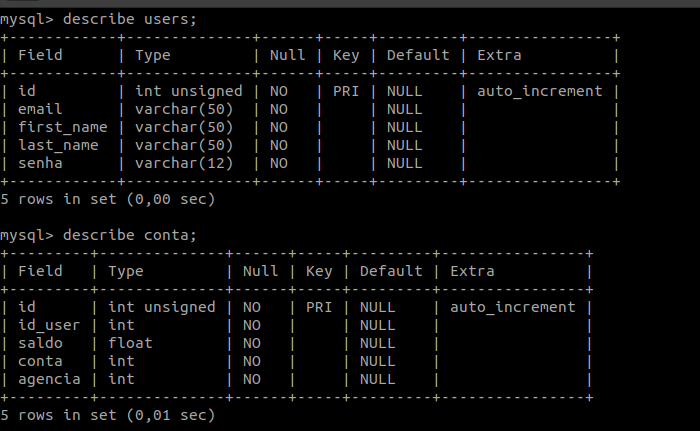 mysql> describe users;
+------------+--------------+------+-----+---------+----------------+
| Field      | Type         | Null | Key | Default | Extra          |
+------------+--------------+------+-----+---------+----------------+
| id         | int unsigned | NO   | PRI | NULL    | auto_increment |
| email      | varchar(50)  | NO   |     | NULL    |                |
| first_name | varchar(50)  | NO   |     | NULL    |                |
| last_name  | varchar(50)  | NO   |     | NULL    |                |
| senha      | varchar(12)  | NO   |     | NULL    |                |
+------------+--------------+------+-----+---------+----------------+
5 rows in set (0,00 sec)

mysql> describe conta;
+---------+--------------+------+-----+---------+----------------+
| Field   | Type         | Null | Key | Default | Extra          |
+---------+--------------+------+-----+---------+----------------+
| id      | int unsigned | NO   | PRI | NULL    | auto_increment |
| id_user | int          | NO   |     | NULL    |                |
| saldo   | float        | NO   |     | NULL    |                |
| conta   | int          | NO   |     | NULL    |                |
| agencia | int          | NO   |     | NULL    |                |
+---------+--------------+------+-----+---------+----------------+
5 rows in set (0,01 sec)